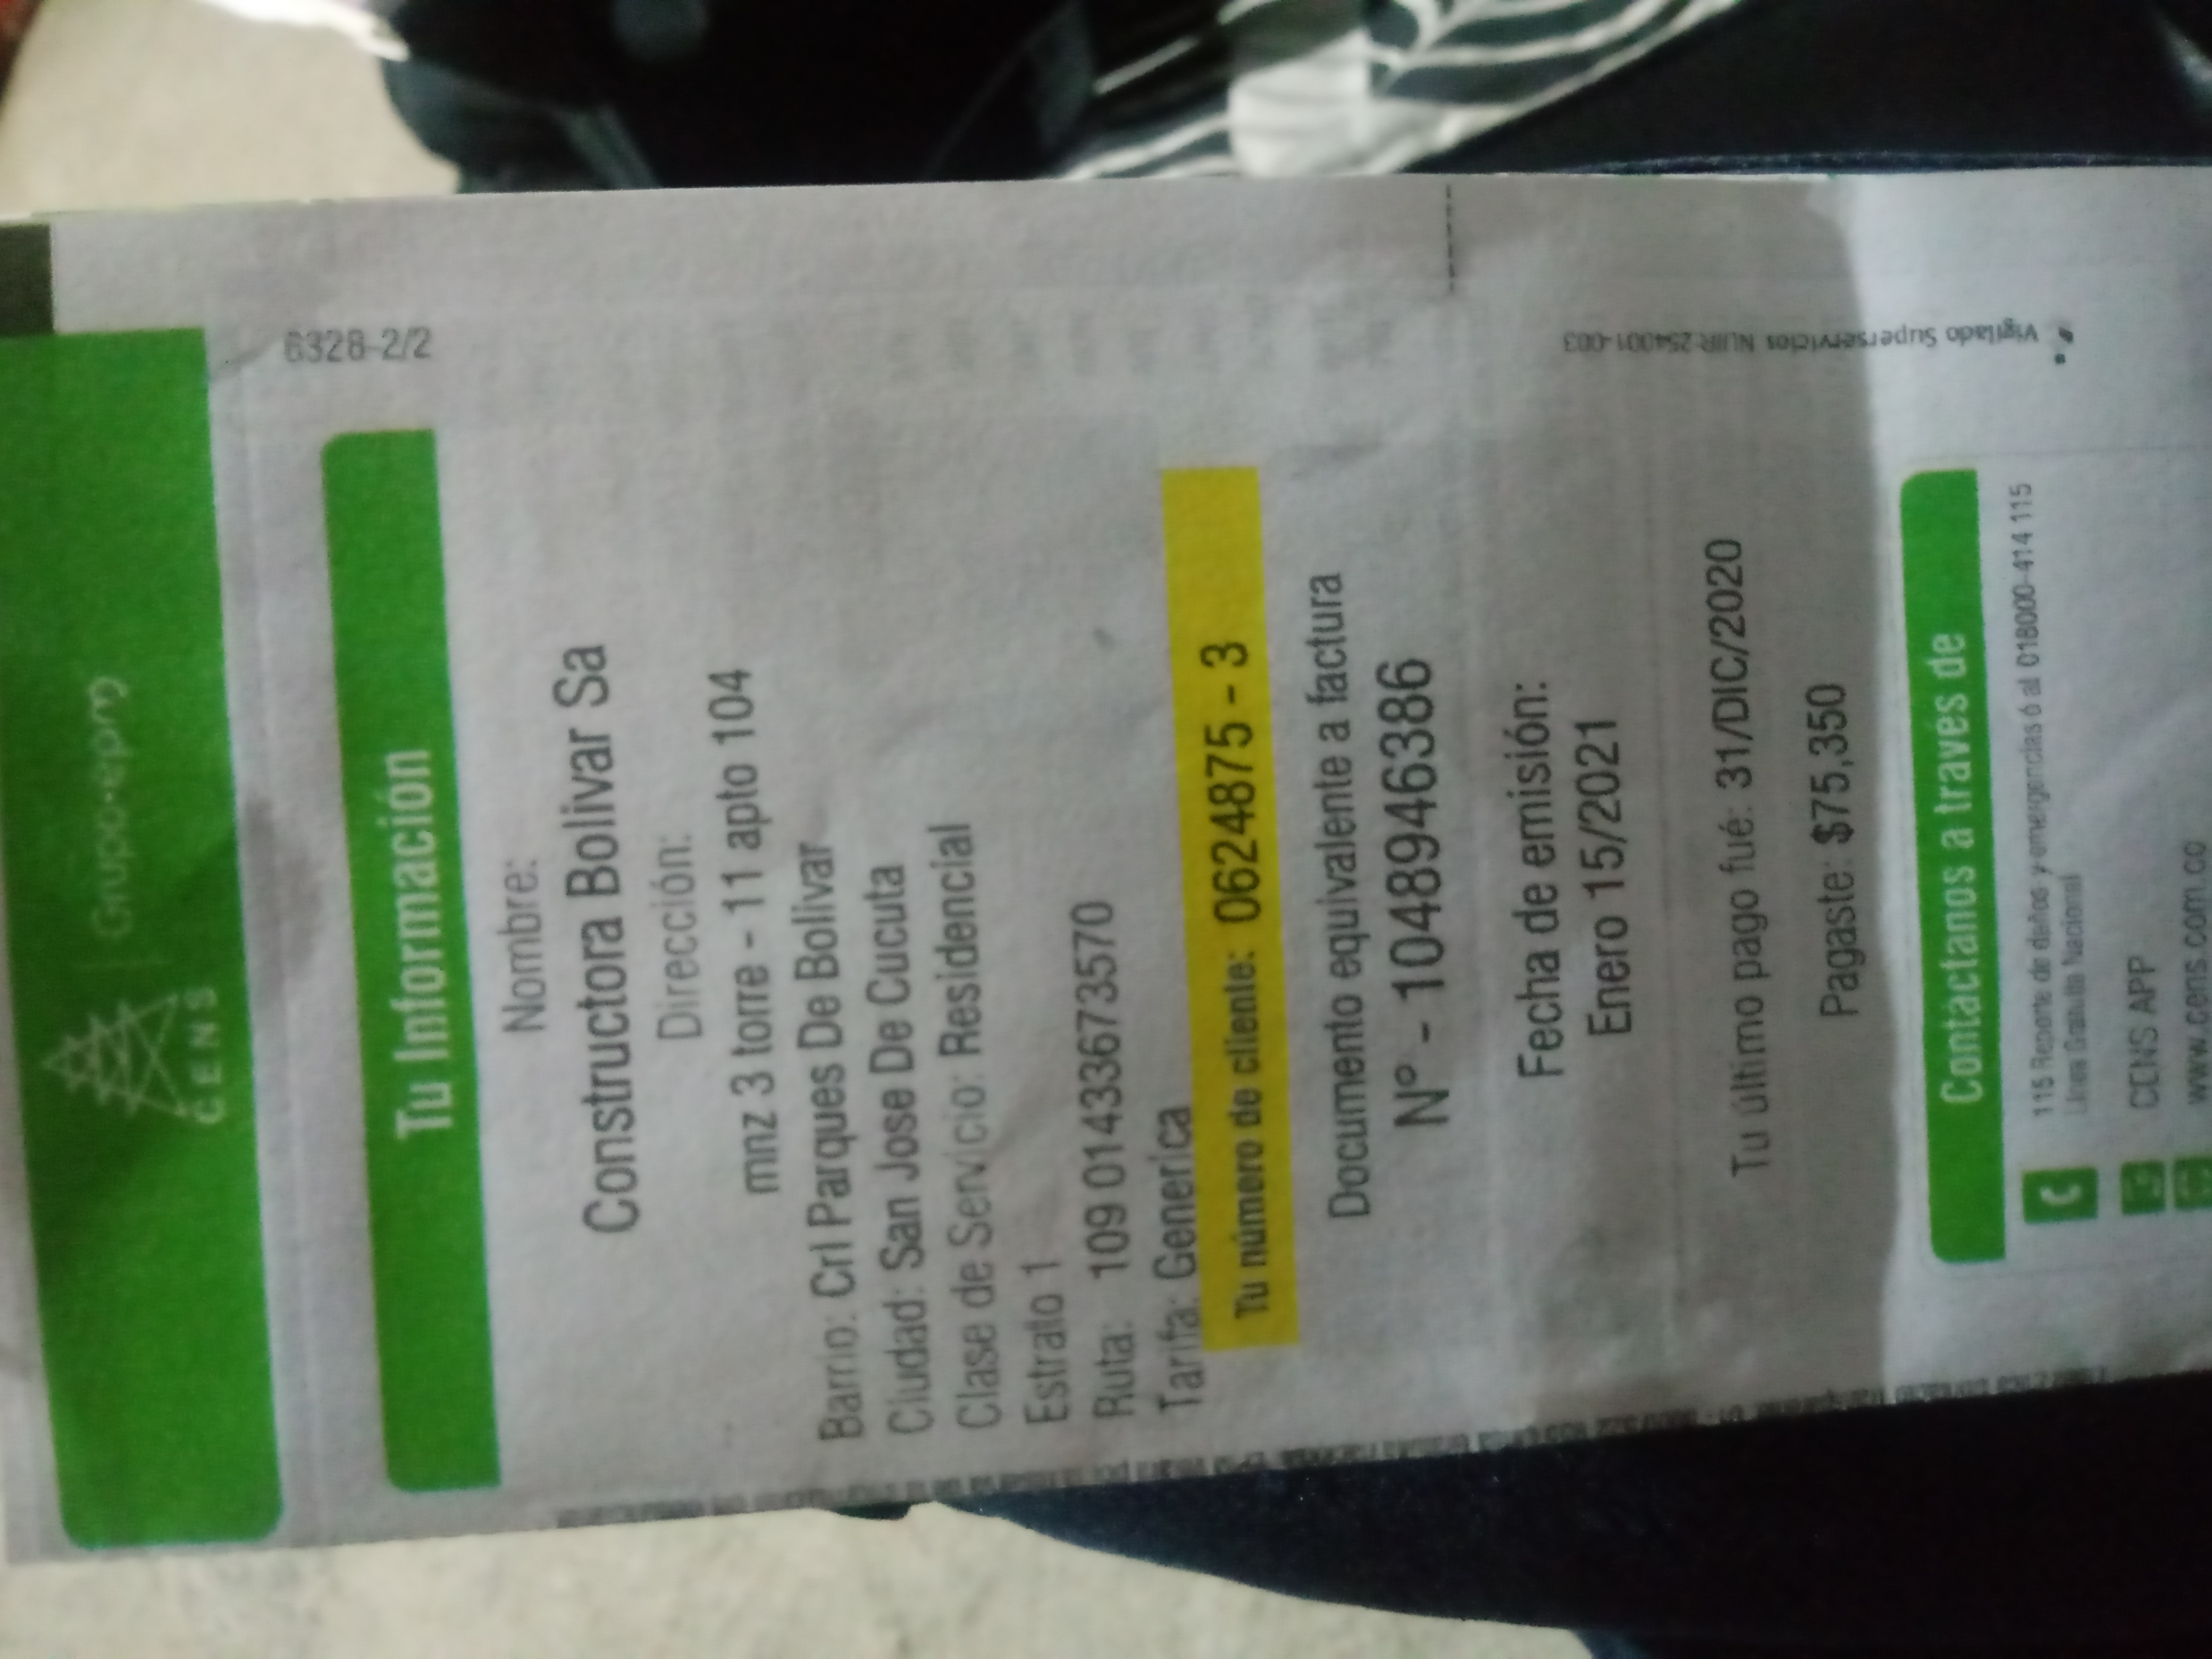 CENS
Grupo·epm
6328-2/2
Tu Información
Nombre:
Constructora Bolivar Sa
Dirección:
mnz 3 torre - 11 apto 104
Barrio: Crl Parques De Bolivar
Ciudad: San Jose De Cucuta
Clase de Servicio: Residencial
Estrato 1
Ruta: 109 0143367 3570
Tarifa: Generica
Tu número de cliente: 0624875 - 3
Documento equivalente a factura
Nº - 1048946386
Fecha de emisión:
Enero 15/2021
Tu último pago fué: 31/DIC/2020
Pagaste: $75,350
Vigilado Superservicios NUIR 254001-003
Contáctanos a través de
115 Reporte de daños y emergencias ó al 018000-414 115
Línea Gratuita Nacional
CENS APP
www.cens.com.co